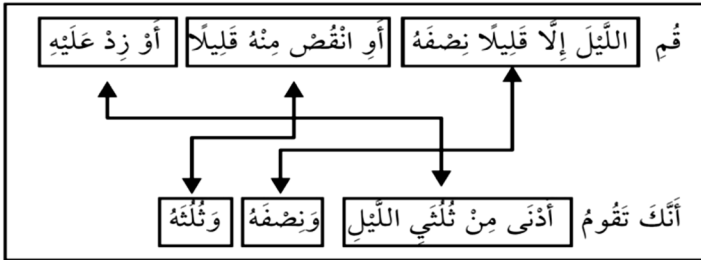 قُمِ اللَّيْلَ إِلَّا قَلِيلًا نِصْفَهُ أَوِ انْقُصْ مِنْهُ قَلِيلًا أَوْ زِدْ عَلَيْهِ
أَنَّكَ تَقُومُ أَدْنَى مِنْ ثُلُثَيِ اللَّيْلِ وَنِصْفَهُ وَثُلُثَهُ